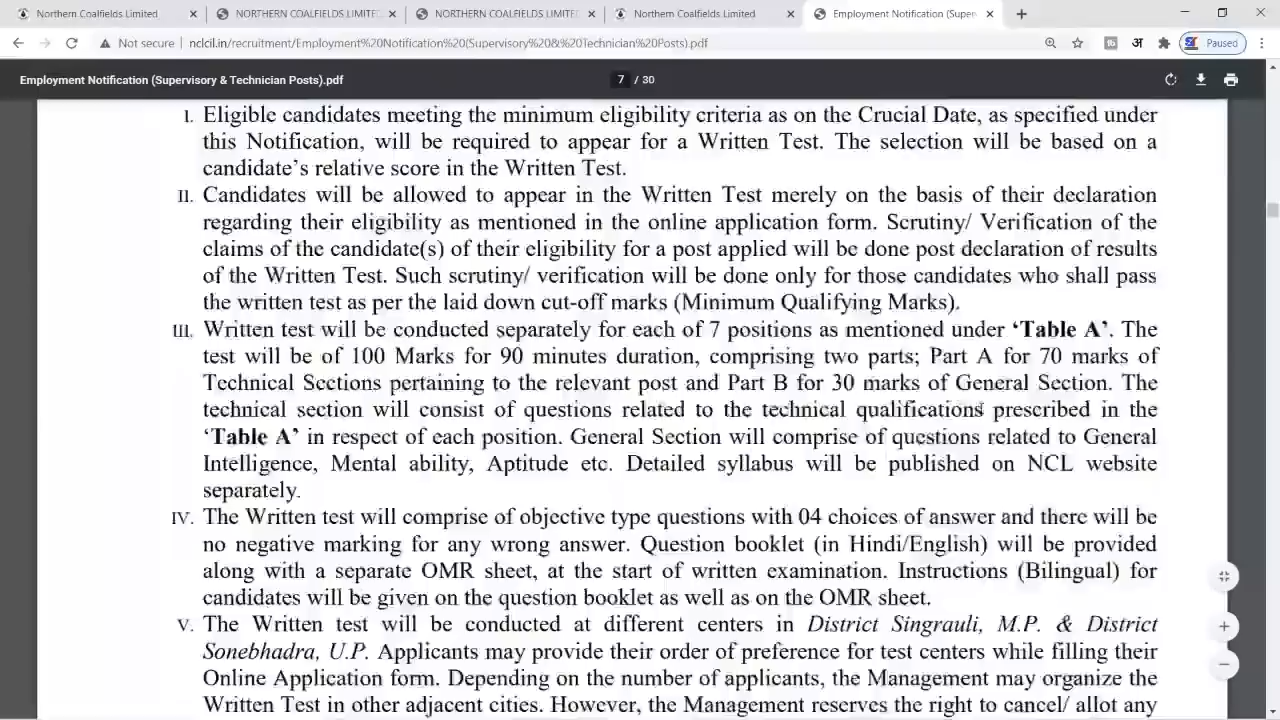 Northern Coalfields Limited
NORTHERN COALFIELDS LIMITE
NORTHERN COALFIELDS LIMITE
Northern Coalfields Limited
Employment Notification (Super
Not secure | nclcil.in/recruitment/Employment%20Notification%20(Supervisory%20&%20Technician%20Posts).pdf
अ
Paused
Employment Notification (Supervisory & Technician Posts).pdf
7 / 30
I. Eligible candidates meeting the minimum eligibility criteria as on the Crucial Date, as specified under
this Notification, will be required to appear for a Written Test. The selection will be based on a
candidate's relative score in the Written Test.
II. Candidates will be allowed to appear in the Written Test merely on the basis of their declaration
regarding their eligibility as mentioned in the online application form. Scrutiny/ Verification of the
claims of the candidate(s) of their eligibility for a post applied will be done post declaration of results
of the Written Test. Such scrutiny/ verification will be done only for those candidates who shall pass
the written test as per the laid down cut-off marks (Minimum Qualifying Marks).
III. Written test will be conducted separately for each of 7 positions as mentioned under ‘Table A’. The
test will be of 100 Marks for 90 minutes duration, comprising two parts; Part A for 70 marks of
Technical Sections pertaining to the relevant post and Part B for 30 marks of General Section. The
technical section will consist of questions related to the technical qualifications prescribed in the
‘Table A’ in respect of each position. General Section will comprise of questions related to General
Intelligence, Mental ability, Aptitude etc. Detailed syllabus will be published on NCL website
separately.
IV. The Written test will comprise of objective type questions with 04 choices of answer and there will be
no negative marking for any wrong answer. Question booklet (in Hindi/English) will be provided
along with a separate OMR sheet, at the start of written examination. Instructions (Bilingual) for
candidates will be given on the question booklet as well as on the OMR sheet.
V. The Written test will be conducted at different centers in District Singrauli, M.P. & District
Sonebhadra, U.P. Applicants may provide their order of preference for test centers while filling their
Online Application form. Depending on the number of applicants, the Management may organize the
Written Test in other adjacent cities. However, the Management reserves the right to cancel/ allot any